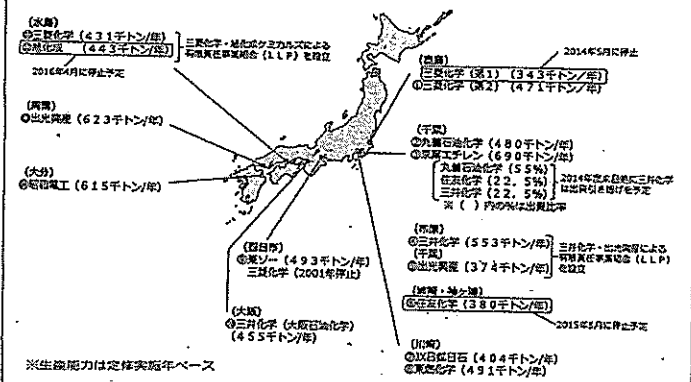 (水島)
三菱化学 (431千トン/年)
旭化成 (443千トン/年)
三菱化学・旭化成ケミカルズによる
有限責任事業組合 (LLP) を設立
2016年4月に停止予定
(周南)
出光興産 (623千トン/年)
(大分)
昭和電工 (615千トン/年)
(四日市)
東ソー (493千トン/年)
三菱化学 (2001年停止)
(大阪)
三井化学 (大阪石油化学)
(455千トン/年)
※生産能力は定修実施年ベース
2014年5月に停止
(鹿島)
三菱化学 (第1) (343千トン/年)
①三菱化学 (第2) (471千トン/年)
(千葉)
②丸善石油化学 (480千トン/年)
③京葉エチレン (690千トン/年)
丸善石油化学 (55%)
住友化学 (22.5%)
三井化学 (22.5%)
※ ( ) 内の%は出資比率
2014年度末目途に三井化学
は出資引き揚げを予定
(市原)
④三井化学 (553千トン/年)
(千葉)
⑤出光興産 (374千トン/年)
三井化学・出光興産による
有限責任事業組合 (LLP)
を設立
(姉崎・袖ヶ浦)
⑥住友化学 (380千トン/年)
2015年5月に停止予定
(川崎)
⑦JX日鉱日石 (404千トン/年)
⑧東燃化学 (491千トン/年)